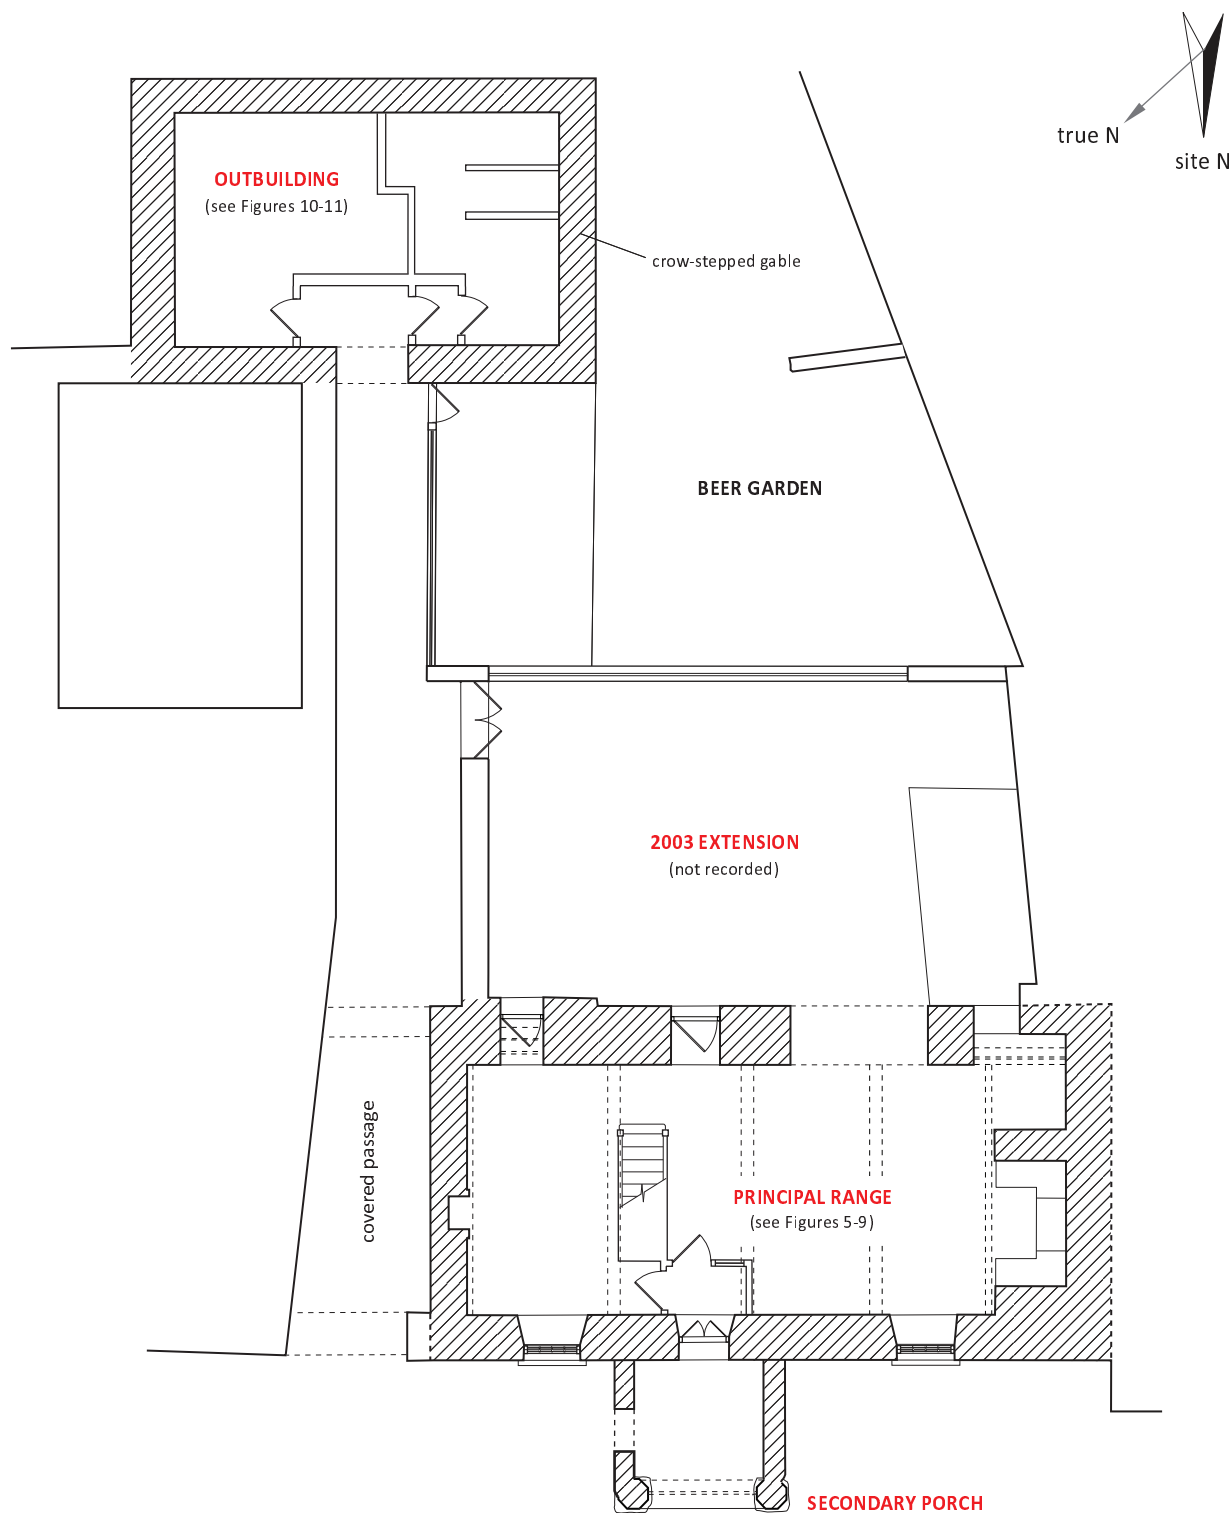 true N
site N
OUTBUILDING
(see Figures 10-11)
crow-stepped gable
BEER GARDEN
2003 EXTENSION
(not recorded)
covered passage
PRINCIPAL RANGE
(see Figures 5-9)
SECONDARY PORCH